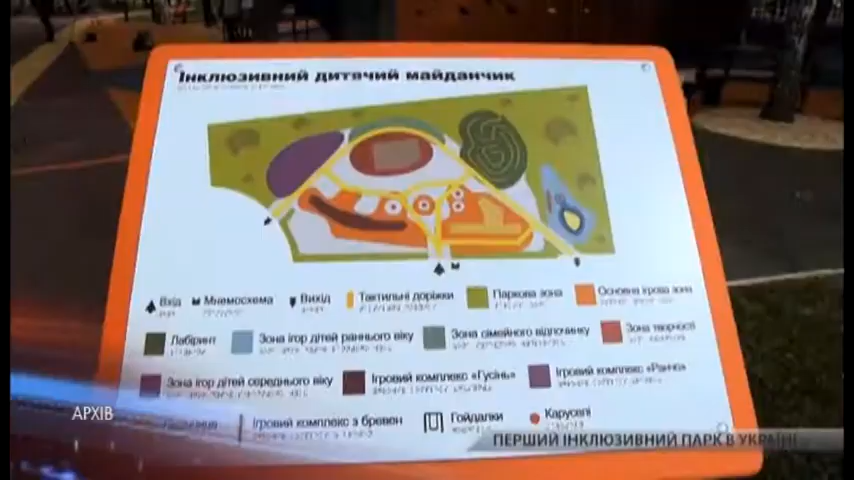 Інклюзивний дитячий майданчик
Вхід Мнемосхема Вихід Тактильні доріжки Паркова зона Основна ігрова зона
Лабіринт Зона ігор дітей раннього віку Зона сімейного відпочинку Зона творчості
Зона ігор дітей середнього віку Ігровий комплекс «Гусінь» Ігровий комплекс
Ігровий комплекс з бревен Гойдалки Каруселі
АРХІВ
ПЕРШИЙ ІНКЛЮЗИВНИЙ ПАРК В УКРАЇНІ